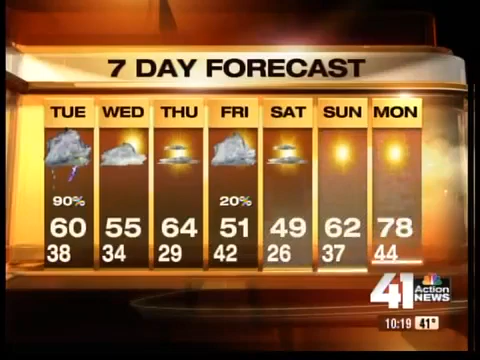 7 DAY FORECAST
TUE WED THU FRI SAT SUN MON
90% 20%
60 55 64 51 49 62 78
38 34 29 42 26 37 44
41 Action NEWS
10:19 41°